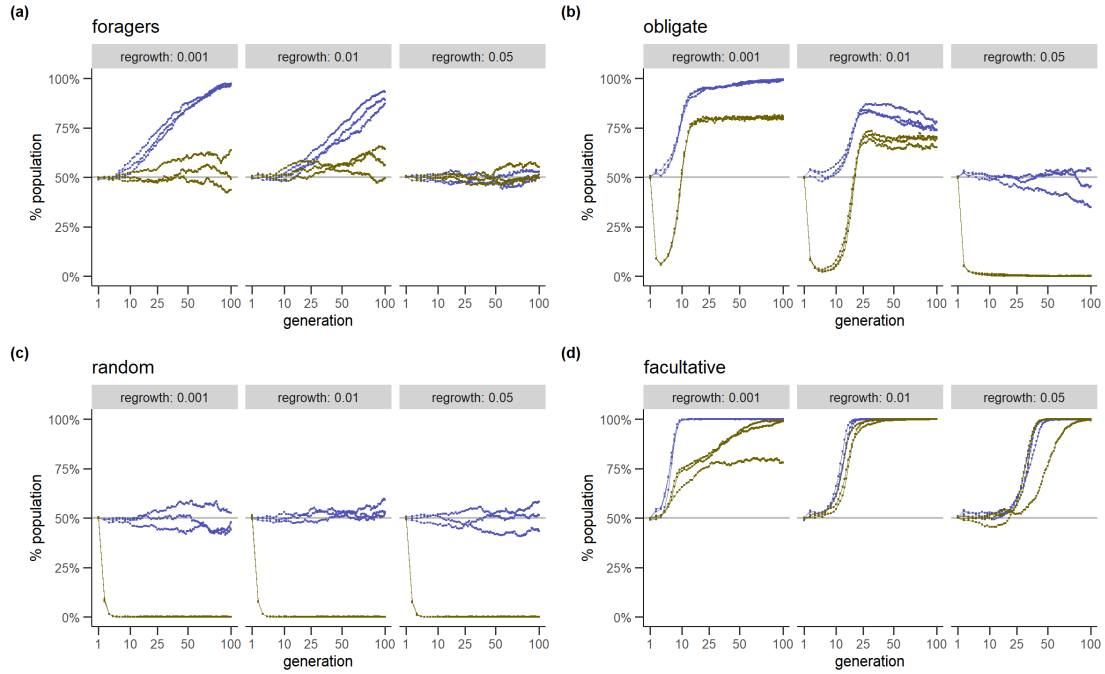 (a)
foragers
regrowth: 0.001 regrowth: 0.01 regrowth: 0.05
100%
75%
50%
25%
0%
% population
1 10 25 50 100 1 10 25 50 100 1 10 25 50 100
generation
(b)
obligate
regrowth: 0.001 regrowth: 0.01 regrowth: 0.05
100%
75%
50%
25%
0%
% population
1 10 25 50 100 1 10 25 50 100 1 10 25 50 100
generation
(c)
random
regrowth: 0.001 regrowth: 0.01 regrowth: 0.05
100%
75%
50%
25%
0%
% population
1 10 25 50 100 1 10 25 50 100 1 10 25 50 100
generation
(d)
facultative
regrowth: 0.001 regrowth: 0.01 regrowth: 0.05
100%
75%
50%
25%
0%
% population
1 10 25 50 100 1 10 25 50 100 1 10 25 50 100
generation